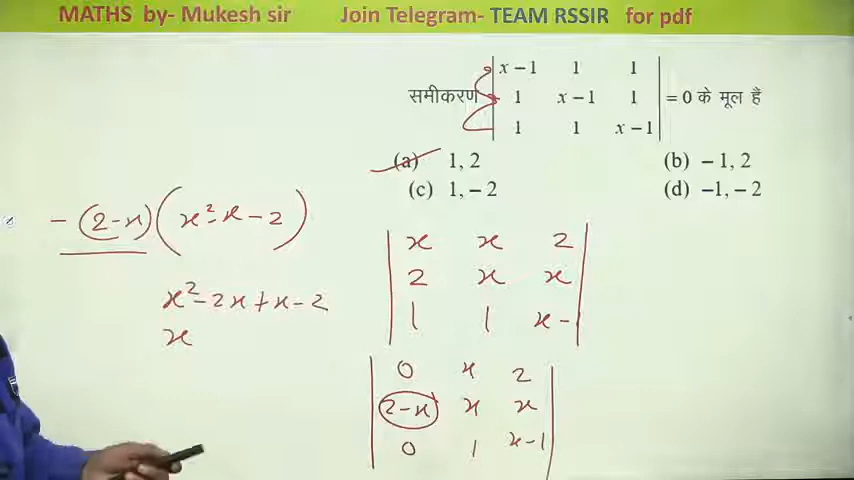 MATHS by- Mukesh sir Join Telegram- TEAM RSSIR for pdf
x – 1 1 1
समीकरण 1 x – 1 1 = 0 के मूल हैं
1 1 x – 1
(a) 1, 2 (b) – 1, 2
(c) 1, – 2 (d) –1, – 2
- (2-x) (x²-x-2)
x²-2x+x-2
x
x x 2
2 x x
1 1 x-
0 x 2
2-x x x
0 1 x-1